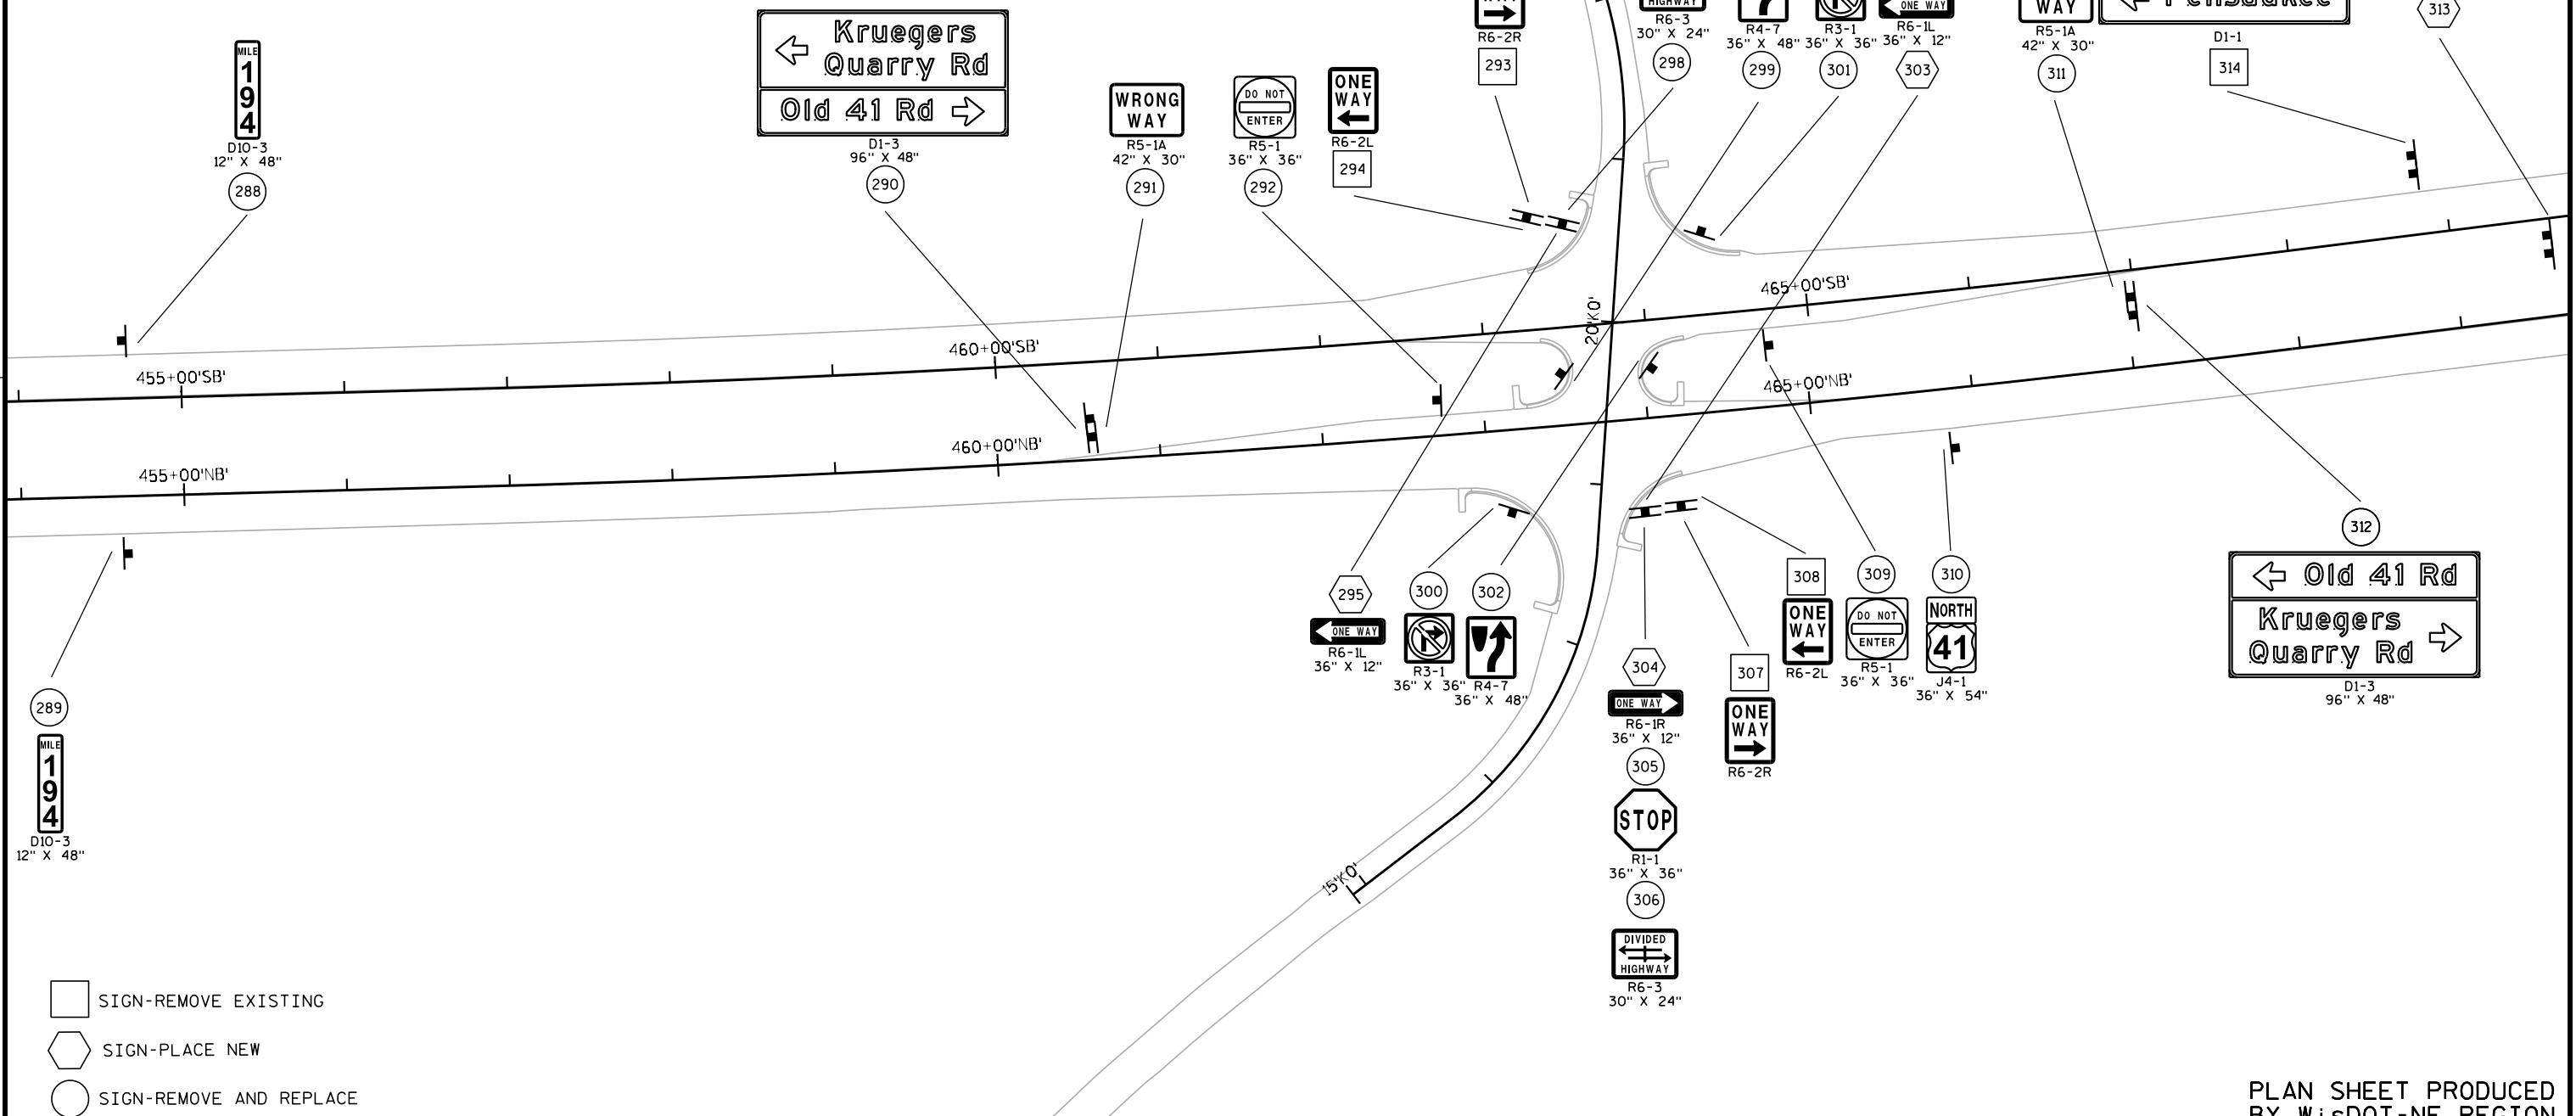 MILE
1
9
4
D10-3
12" X 48"
288
Kruegers
Quarry Rd
Old 41 Rd
D1-3
96" X 48"
290
WRONG
WAY
R5-1A
42" X 30"
291
DO NOT
ENTER
R5-1
36" X 36"
292
ONE
WAY
R6-2L
294
R6-2R
293
HIGHWAY
R6-3
30" X 24"
298
R4-7
36" X 48"
299
R3-1
36" X 36"
301
ONE WAY
R6-1L
36" X 12"
303
WAY
R5-1A
42" X 30"
311
Pensaukee
D1-1
314
313
455+00'SB'
460+00'SB'
465+00'SB'
20'KO'
455+00'NB'
460+00'NB'
465+00'NB'
15'KO'
289
MILE
1
9
4
D10-3
12" X 48"
295
ONE WAY
R6-1L
36" X 12"
300
R3-1
36" X 36"
302
R4-7
36" X 48"
304
ONE WAY
R6-1R
36" X 12"
305
STOP
R1-1
36" X 36"
306
DIVIDED
HIGHWAY
R6-3
30" X 24"
307
ONE
WAY
R6-2R
308
ONE
WAY
R6-2L
309
DO NOT
ENTER
R5-1
36" X 36"
310
NORTH
41
J4-1
36" X 54"
312
Old 41 Rd
Kruegers
Quarry Rd
D1-3
96" X 48"
SIGN-REMOVE EXISTING
SIGN-PLACE NEW
SIGN-REMOVE AND REPLACE
PLAN SHEET PRODUCED
BY WisDOT-NE REGION